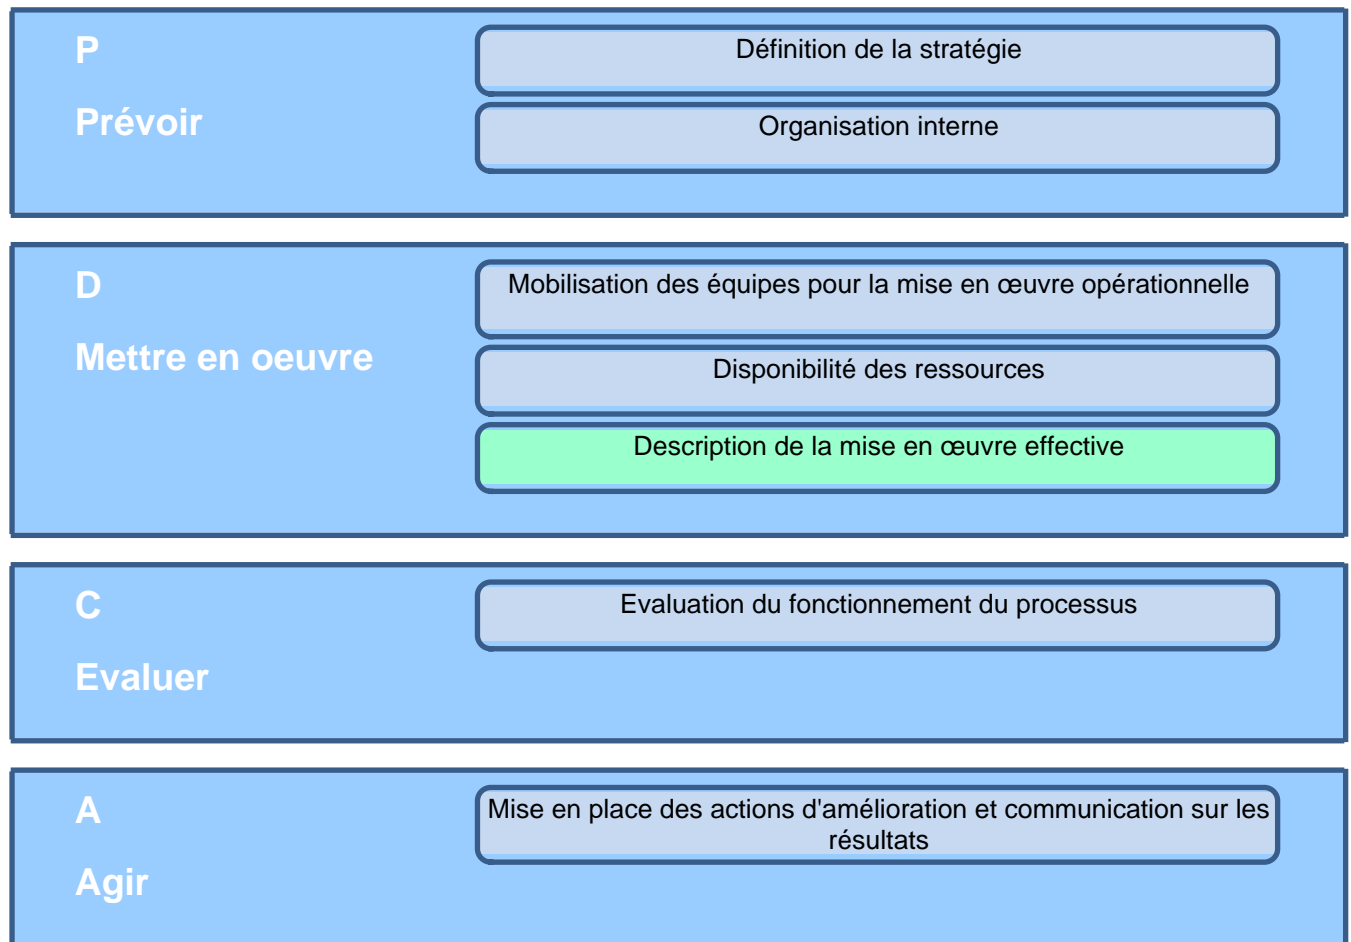 P
Prévoir
Définition de la stratégie
Organisation interne
D
Mettre en oeuvre
Mobilisation des équipes pour la mise en œuvre opérationnelle
Disponibilité des ressources
Description de la mise en œuvre effective
C
Evaluer
Evaluation du fonctionnement du processus
A
Agir
Mise en place des actions d'amélioration et communication sur les
résultats